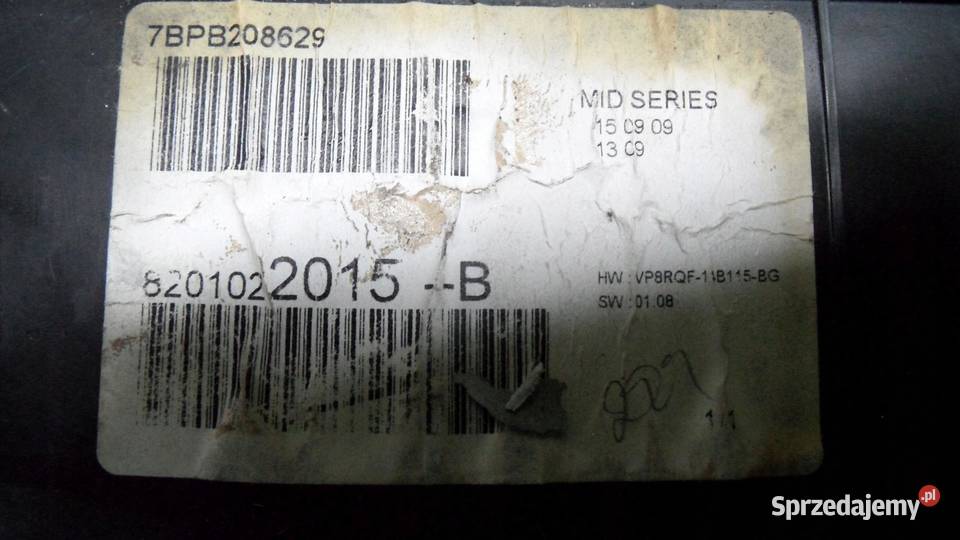 7BPB208629
MID SERIES
15 09 09
13 09
8201022015 --B
HW : VP8RQF-11B115-BG
SW : 01.08
1/1
Sprzedajemy.pl